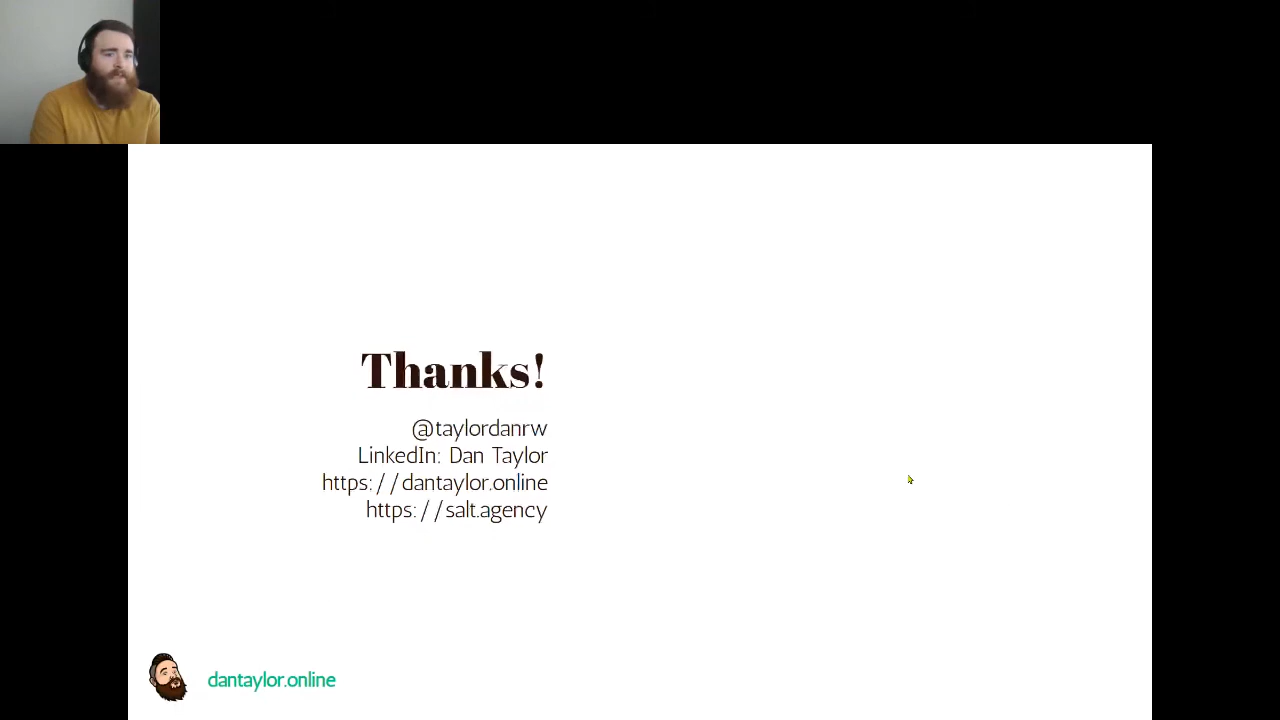 Thanks!
@taylordanrw
LinkedIn: Dan Taylor
https://dantaylor.online
https://salt.agency
dantaylor.online